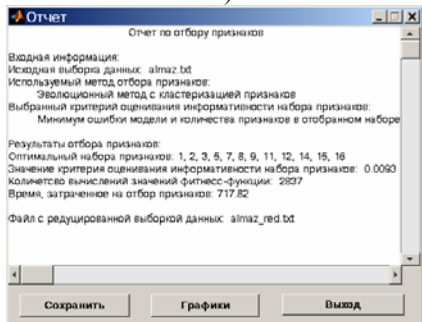 Отчет
Отчет по отбору признаков
Входная информация:
Исходная выборка данных: almaz.txt
Используемый метод отбора признаков:
Эволюционный метод с кластеризацией признаков
Выбранный критерий оценивания информативности набора признаков:
Минимум ошибки модели и количества признаков в отобранном наборе
Результаты отбора признаков:
Оптимальный набора признаков: 1, 2, 3, 5, 7, 8, 9, 11, 12, 14, 15, 16
Значение критерия оценивания информативности набора признаков: 0.0093
Количетсво вычислений значений фитнесс-функции: 2837
Время, затраченное на отбор признаков: 717.82
Файл с редуцированной выборкой данных: almaz_red.txt
Сохранить Графики Выход